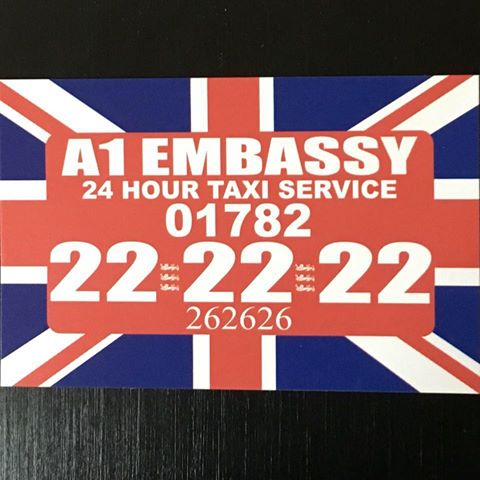 A1 EMBASSY
24 HOUR TAXI SERVICE
01782
22 22 22
262626